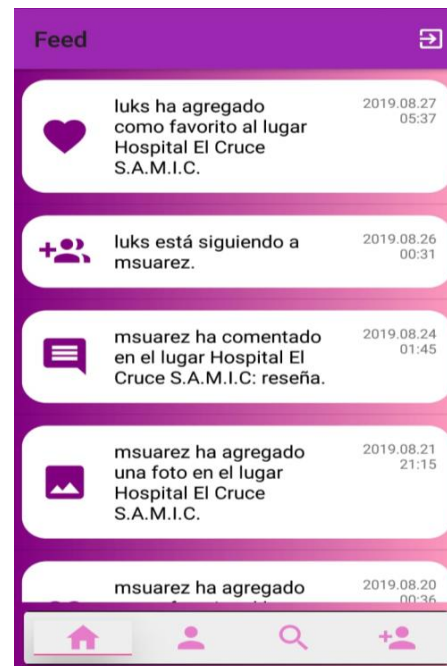 Feed
luks ha agregado
como favorito al lugar
Hospital El Cruce
S.A.M.I.C.
2019.08.27
05:37
luks está siguiendo a
msuarez.
2019.08.26
00:31
msuarez ha comentado
en el lugar Hospital El
Cruce S.A.M.I.C: reseña.
2019.08.24
01:45
msuarez ha agregado
una foto en el lugar
Hospital El Cruce
S.A.M.I.C.
2019.08.21
21:15
msuarez ha agregado
2019.08.20
00:36